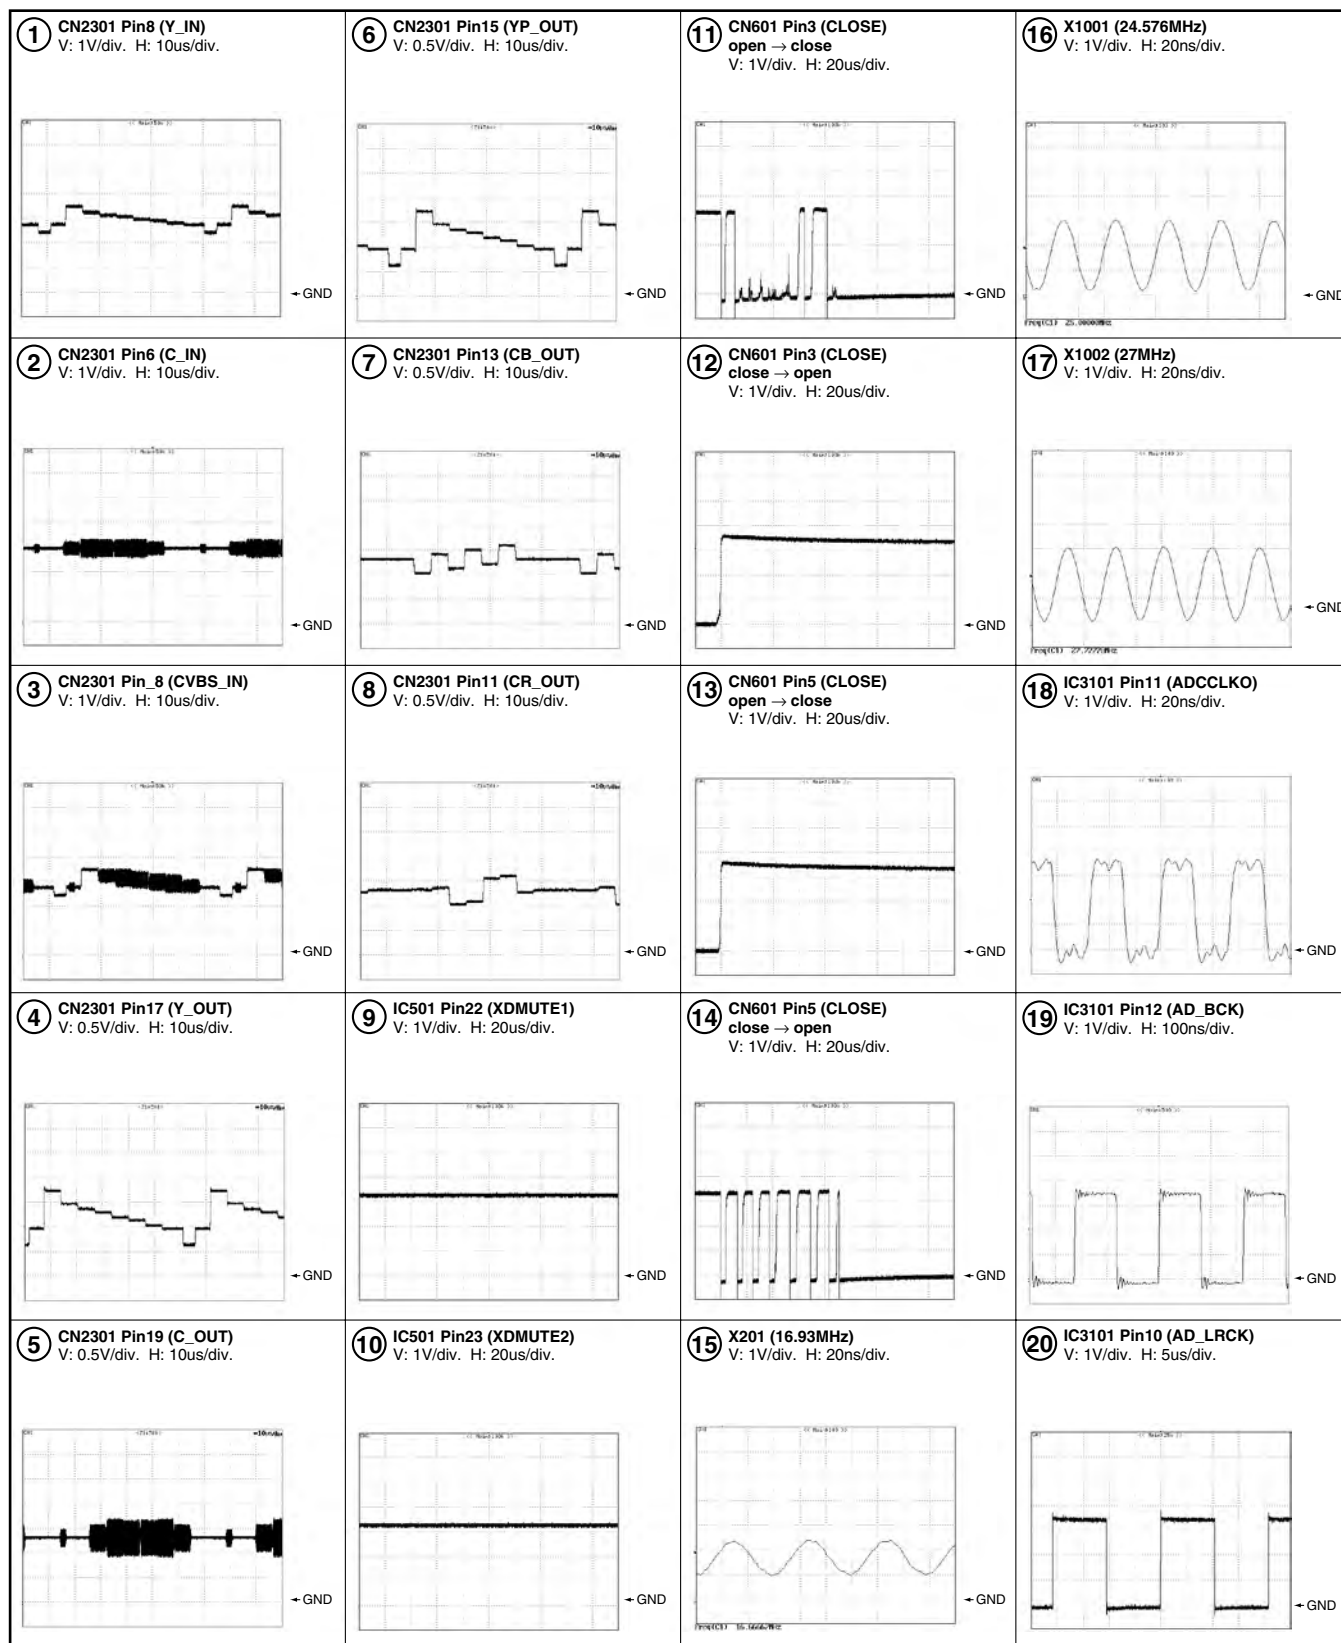 1 CN2301 Pin8 (Y_IN)
V: 1V/div. H: 10us/div.
←GND
2 CN2301 Pin6 (C_IN)
V: 1V/div. H: 10us/div.
←GND
3 CN2301 Pin_8 (CVBS_IN)
V: 1V/div. H: 10us/div.
←GND
4 CN2301 Pin17 (Y_OUT)
V: 0.5V/div. H: 10us/div.
←GND
5 CN2301 Pin19 (C_OUT)
V: 0.5V/div. H: 10us/div.
←GND
6 CN2301 Pin15 (YP_OUT)
V: 0.5V/div. H: 10us/div.
←GND
7 CN2301 Pin13 (CB_OUT)
V: 0.5V/div. H: 10us/div.
←GND
8 CN2301 Pin11 (CR_OUT)
V: 0.5V/div. H: 10us/div.
←GND
9 IC501 Pin22 (XDMUTE1)
V: 1V/div. H: 20us/div.
←GND
10 IC501 Pin23 (XDMUTE2)
V: 1V/div. H: 20us/div.
←GND
11 CN601 Pin3 (CLOSE)
open → close
V: 1V/div. H: 20us/div.
←GND
12 CN601 Pin3 (CLOSE)
close → open
V: 1V/div. H: 20us/div.
←GND
13 CN601 Pin5 (CLOSE)
open → close
V: 1V/div. H: 20us/div.
←GND
14 CN601 Pin5 (CLOSE)
close → open
V: 1V/div. H: 20us/div.
←GND
15 X201 (16.93MHz)
V: 1V/div. H: 20ns/div.
←GND
16 X1001 (24.576MHz)
V: 1V/div. H: 20ns/div.
←GND
17 X1002 (27MHz)
V: 1V/div. H: 20ns/div.
←GND
18 IC3101 Pin11 (ADCCLKO)
V: 1V/div. H: 20ns/div.
←GND
19 IC3101 Pin12 (AD_BCK)
V: 1V/div. H: 100ns/div.
←GND
20 IC3101 Pin10 (AD_LRCK)
V: 1V/div. H: 5us/div.
←GND